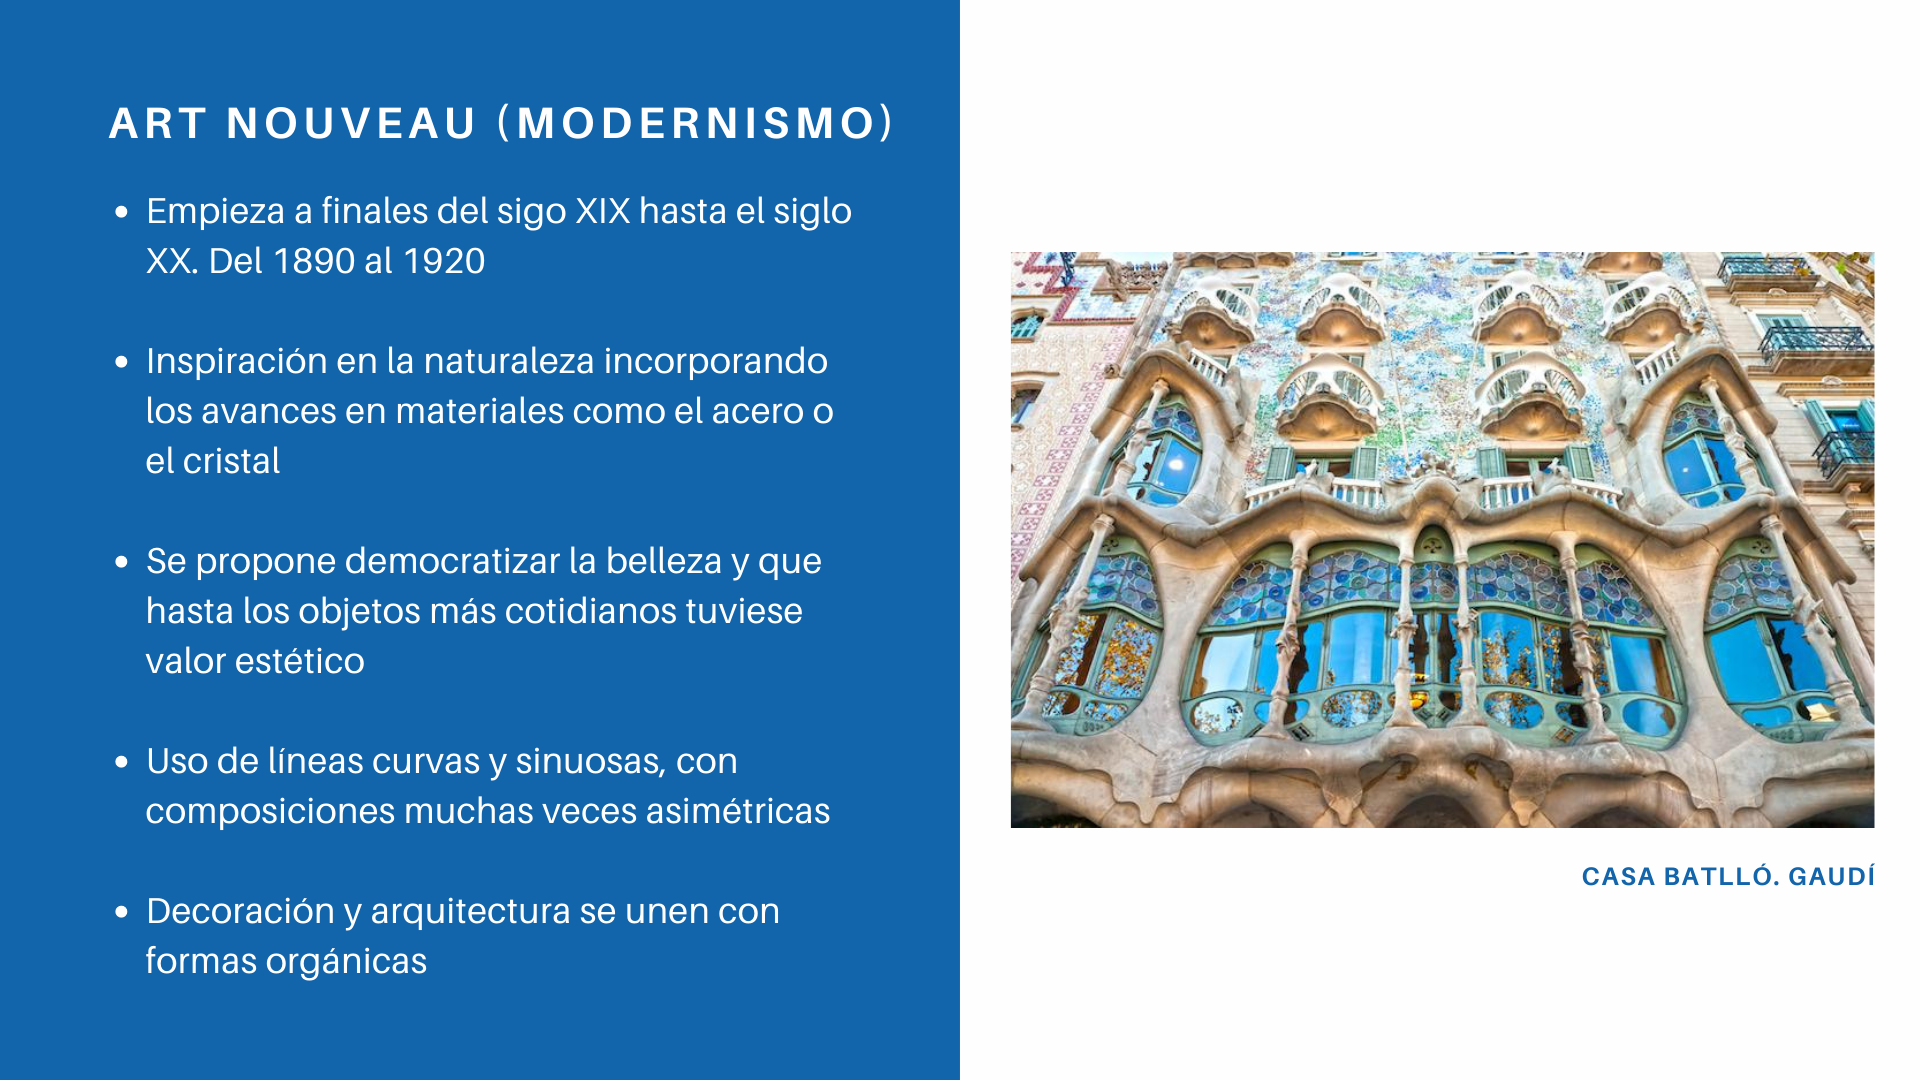 ART NOUVEAU (MODERNISMO)
• Empieza a finales del sigo XIX hasta el siglo
XX. Del 1890 al 1920
• Inspiración en la naturaleza incorporando
los avances en materiales como el acero o
el cristal
• Se propone democratizar la belleza y que
hasta los objetos más cotidianos tuviese
valor estético
• Uso de líneas curvas y sinuosas, con
composiciones muchas veces asimétricas
• Decoración y arquitectura se unen con
formas orgánicas
CASA BATLLÓ. GAUDÍ